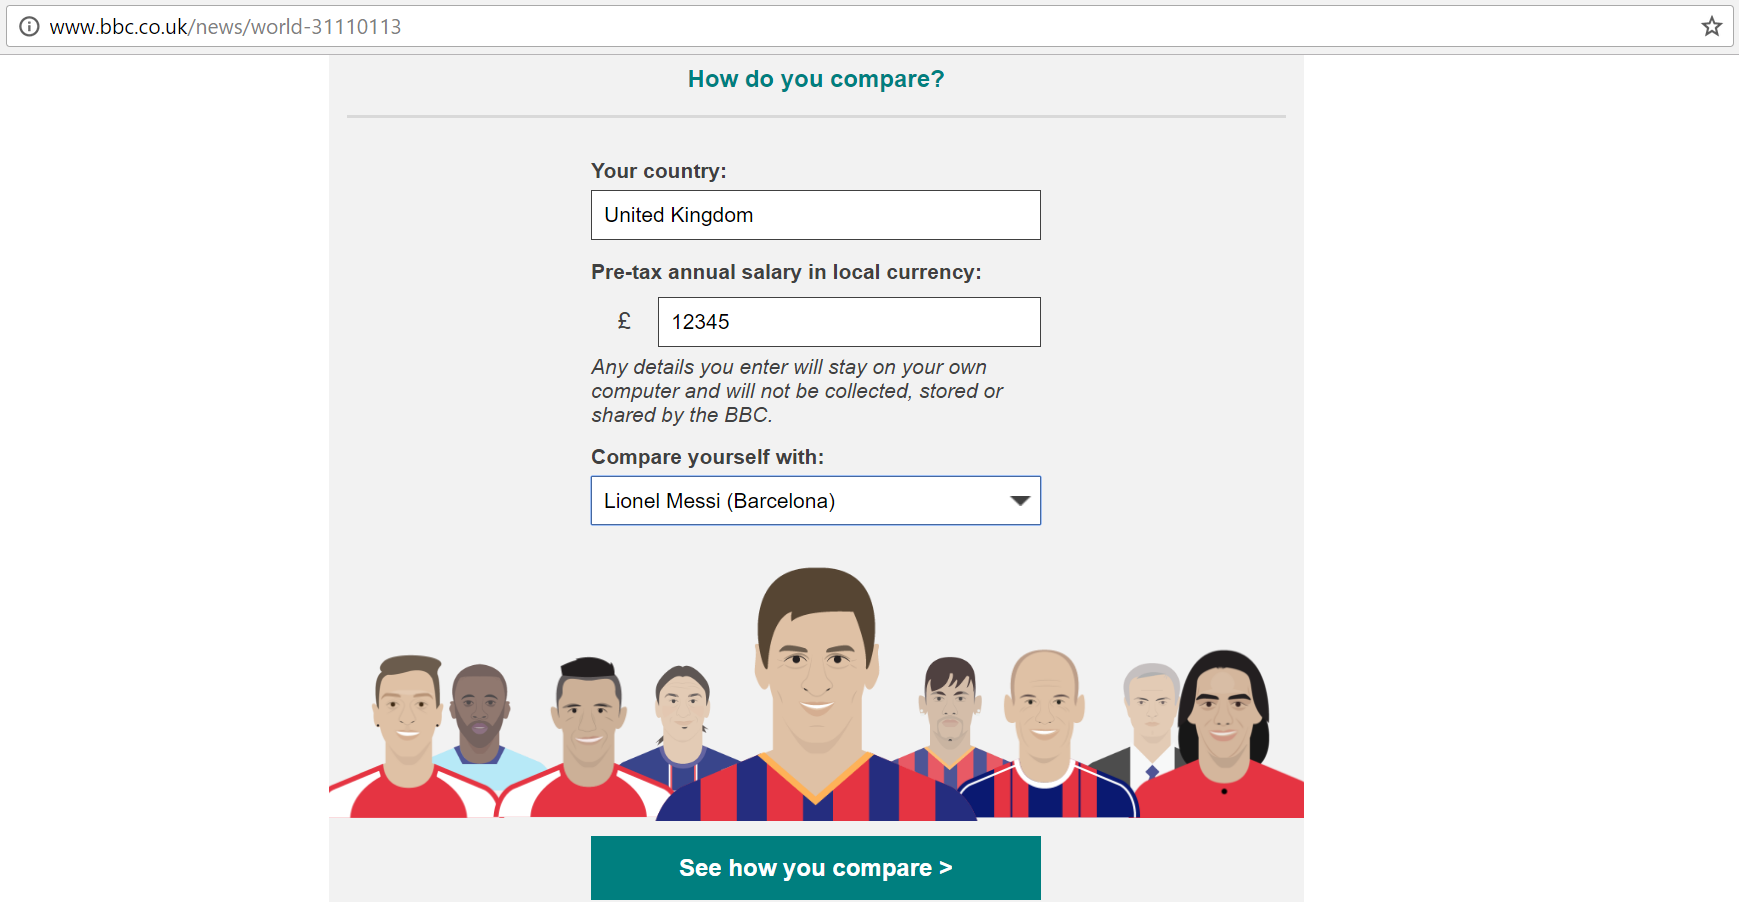 www.bbc.co.uk/news/world-31110113
How do you compare?
Your country:
United Kingdom
Pre-tax annual salary in local currency:
£ 12345
Any details you enter will stay on your own
computer and will not be collected, stored or
shared by the BBC.
Compare yourself with:
Lionel Messi (Barcelona)
See how you compare >